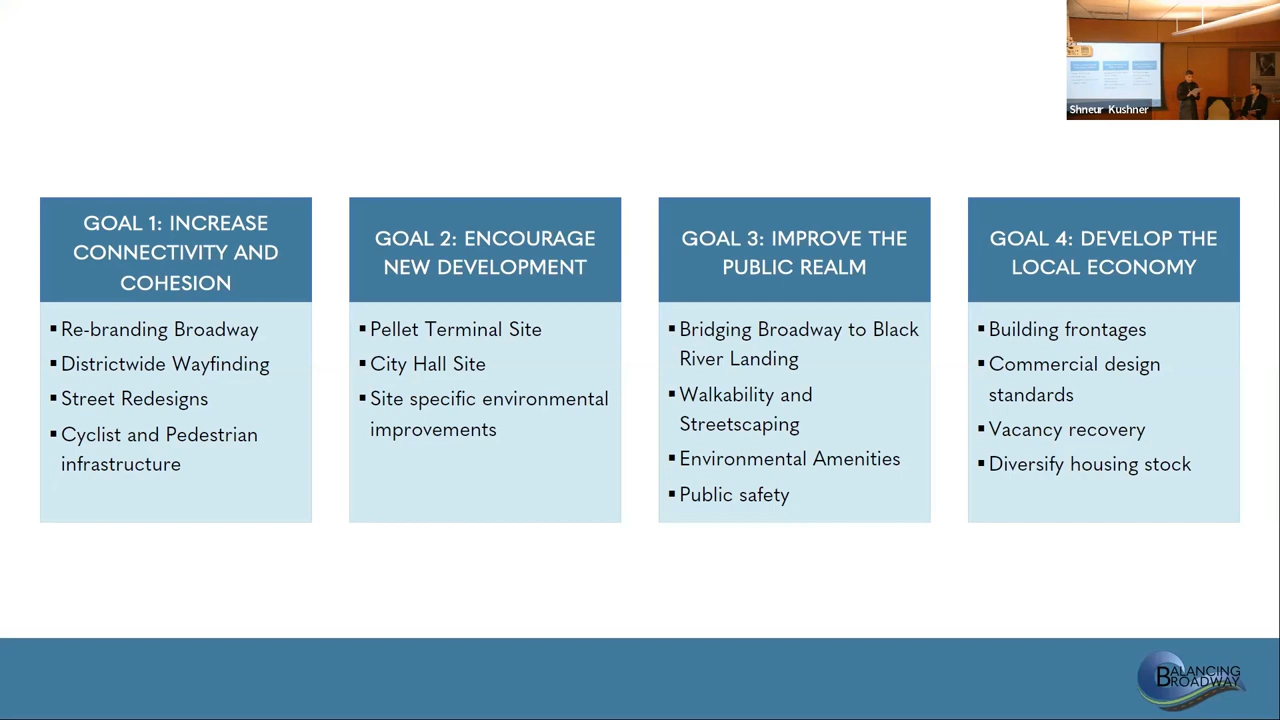 Shneur Kushner
GOAL 1: INCREASE
CONNECTIVITY AND
COHESION
▪Re-branding Broadway
▪Districtwide Wayfinding
▪Street Redesigns
▪Cyclist and Pedestrian
infrastructure
GOAL 2: ENCOURAGE
NEW DEVELOPMENT
▪Pellet Terminal Site
▪City Hall Site
▪Site specific environmental
improvements
GOAL 3: IMPROVE THE
PUBLIC REALM
▪Bridging Broadway to Black
River Landing
▪Walkability and
Streetscaping
▪Environmental Amenities
▪Public safety
GOAL 4: DEVELOP THE
LOCAL ECONOMY
▪Building frontages
▪Commercial design
standards
▪Vacancy recovery
▪Diversify housing stock
BALANCING
BROADWAY